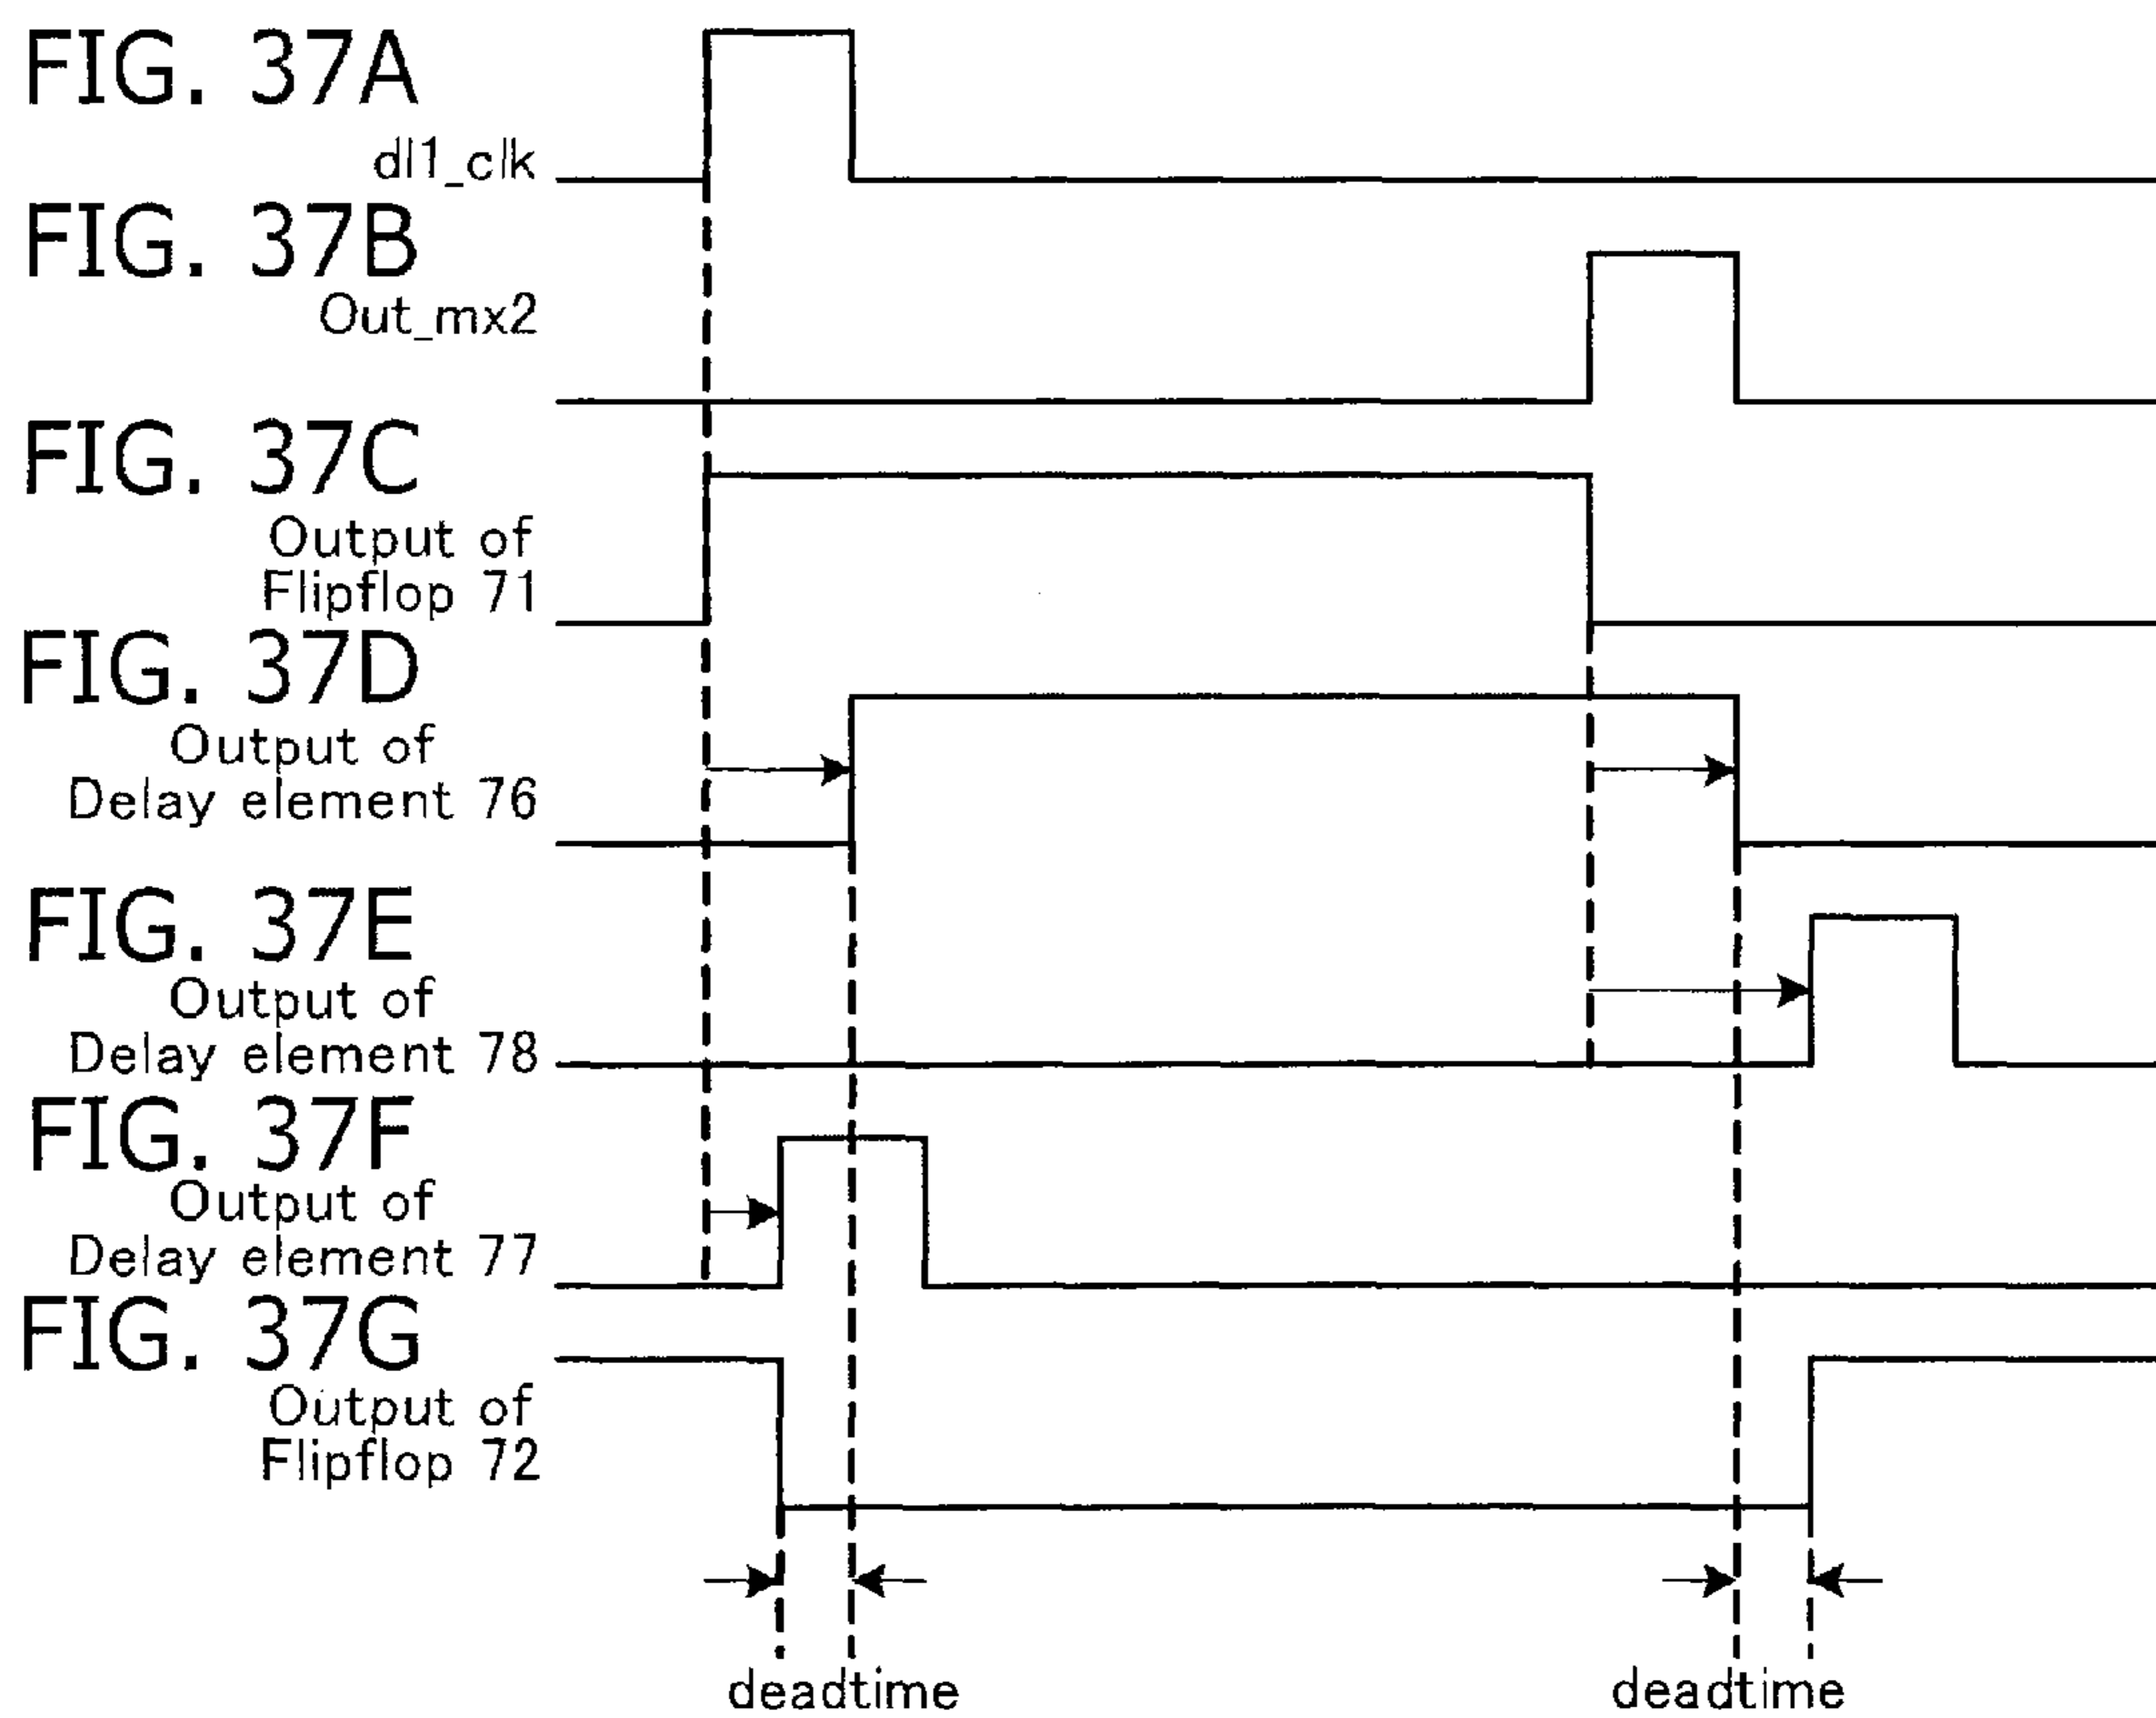 FIG. 37A
dl1_clk
FIG. 37B
Out_mx2
FIG. 37C
Output of
Flipflop 71
FIG. 37D
Output of
Delay element 76
FIG. 37E
Output of
Delay element 78
FIG. 37F
Output of
Delay element 77
FIG. 37G
Output of
Flipflop 72
deadtime
deadtime